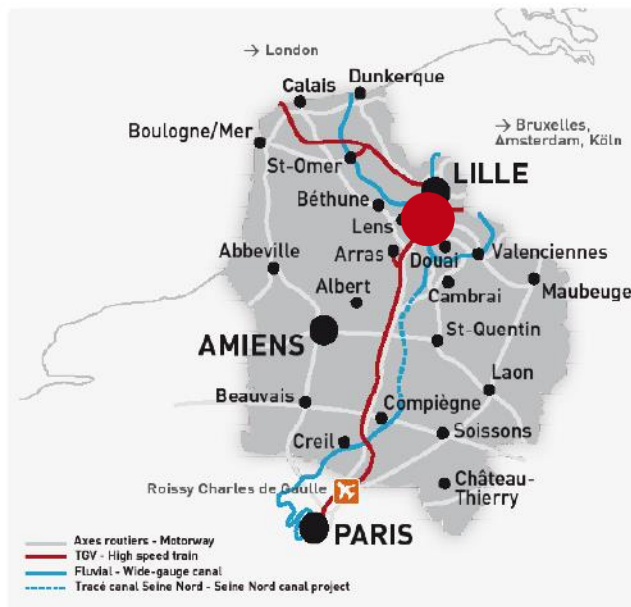 → London
Dunkerque
Calais
→ Bruxelles,
Amsterdam, Köln
Boulogne/Mer
St-Omer
LILLE
Béthune
Lens
Arras
Douai
Valenciennes
Abbeville
Albert
Cambrai
Maubeuge
AMIENS
St-Quentin
Laon
Beauvais
Compiègne
Creil
Soissons
Roissy Charles de Gaulle
Château-
Thierry
PARIS
Axes routiers - Motorway
TGV - High speed train
Fluvial - Wide-gauge canal
Tracé canal Seine Nord - Seine Nord canal project